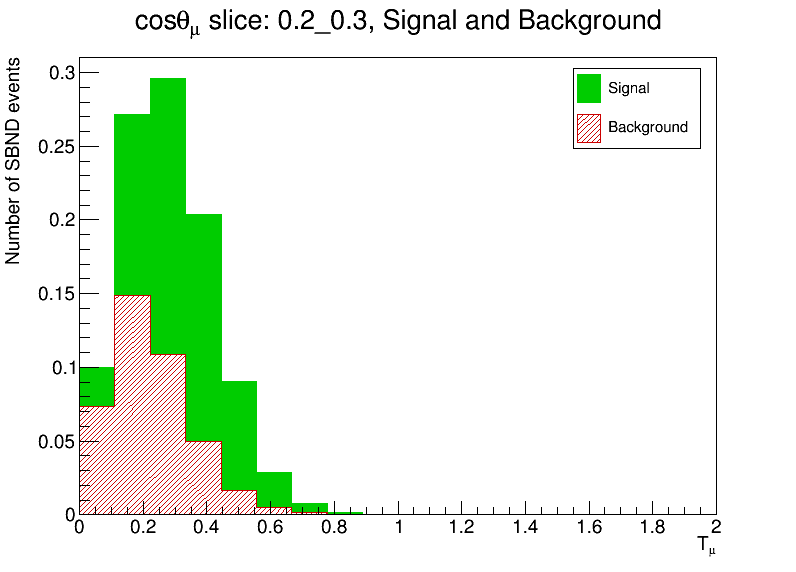 cosθμ slice: 0.2_0.3, Signal and Background
Number of SBND events
0.3
0.25
0.2
0.15
0.1
0.05
0
Signal
Background
0 0.2 0.4 0.6 0.8 1 1.2 1.4 1.6 1.8 2
Tμ